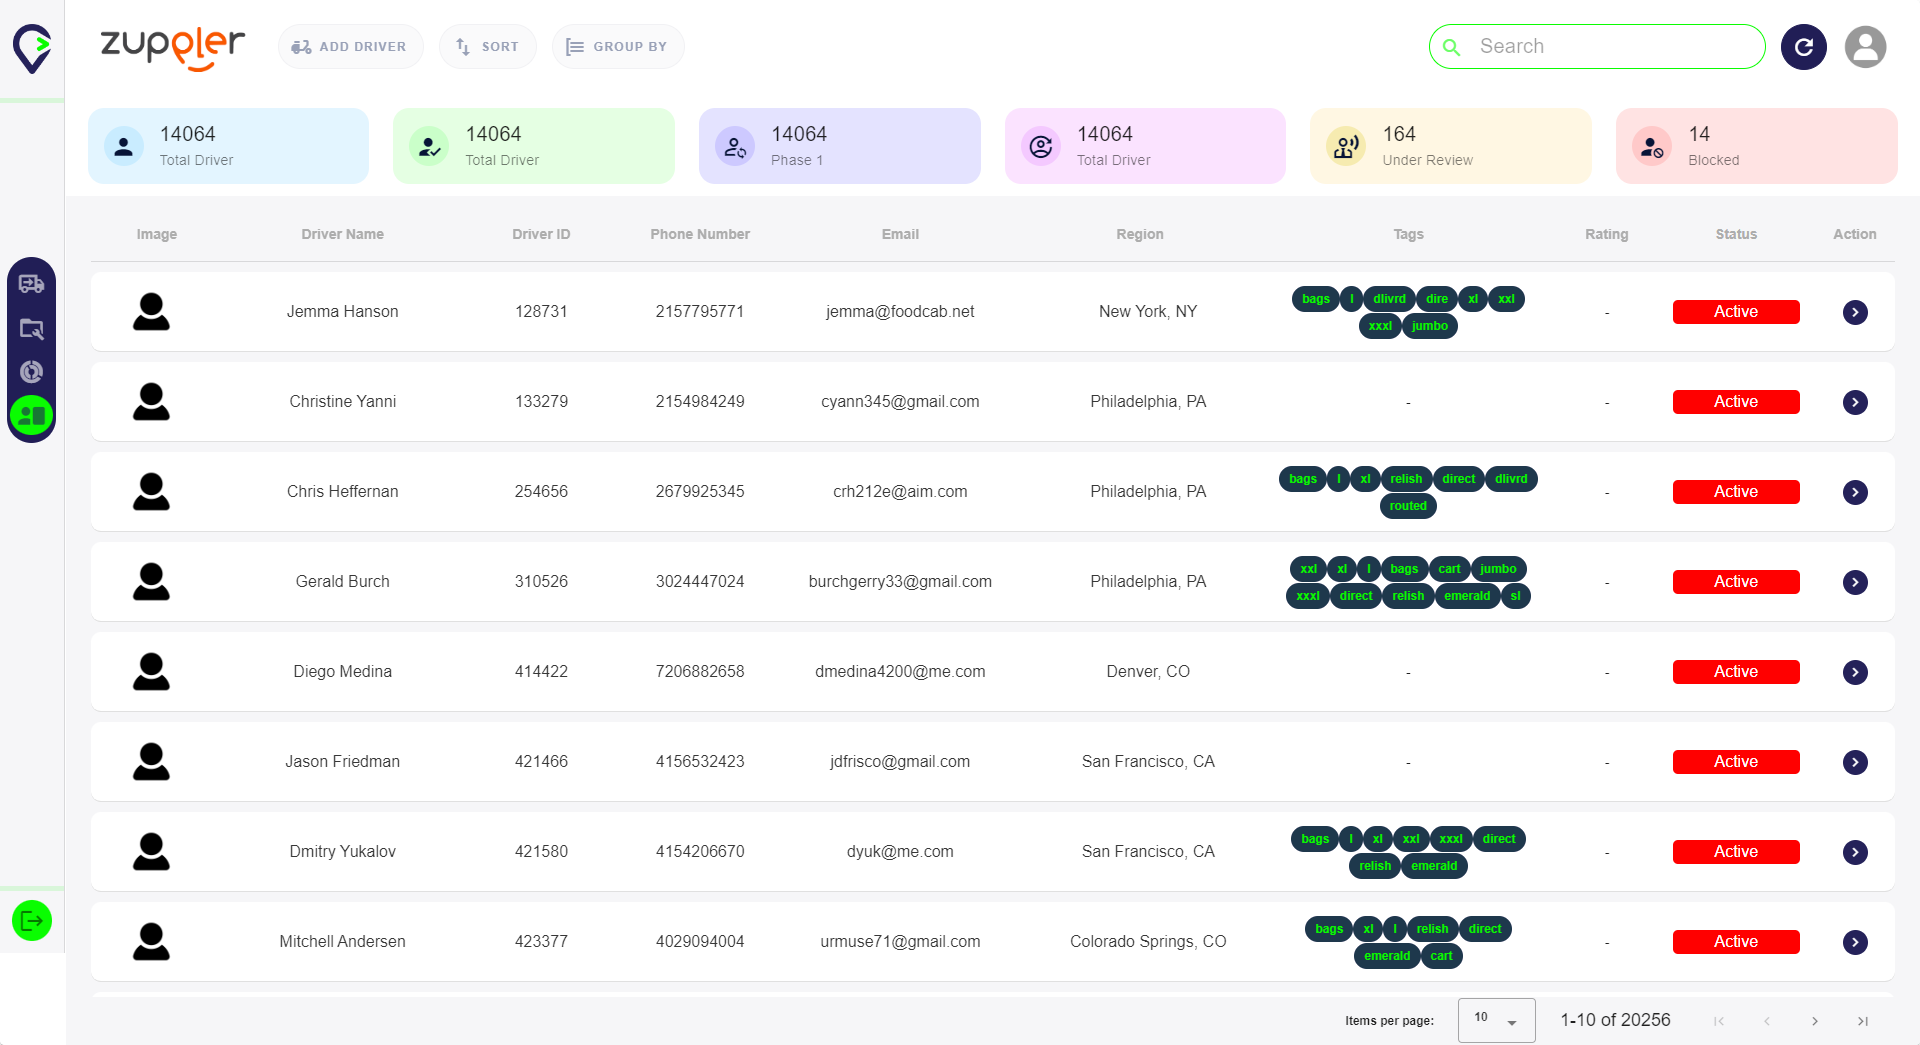 zuppler
ADD DRIVER SORT GROUP BY Search
14064 Total Driver
14064 Total Driver
14064 Phase 1
14064 Total Driver
164 Under Review
14 Blocked
Image Driver Name Driver ID Phone Number Email Region Tags Rating Status Action
Jemma Hanson 128731 2157795771 jemma@foodcab.net New York, NY bags l dlivrd dire xl xxl - Active
xxxl jumbo
Christine Yanni 133279 2154984249 cyann345@gmail.com Philadelphia, PA - - Active
Chris Heffernan 254656 2679925345 crh212e@aim.com Philadelphia, PA bags l xl relish direct dlivrd - Active
routed
Gerald Burch 310526 3024447024 burchgerry33@gmail.com Philadelphia, PA xxl xl l bags cart jumbo - Active
xxxl direct relish emerald sl
Diego Medina 414422 7206882658 dmedina4200@me.com Denver, CO - - Active
Jason Friedman 421466 4156532423 jdfrisco@gmail.com San Francisco, CA - - Active
Dmitry Yukalov 421580 4154206670 dyuk@me.com San Francisco, CA bags l xl xxl xxxl direct - Active
relish emerald
Mitchell Andersen 423377 4029094004 urmuse71@gmail.com Colorado Springs, CO bags xl l relish direct - Active
emerald cart
Items per page: 10 1-10 of 20256